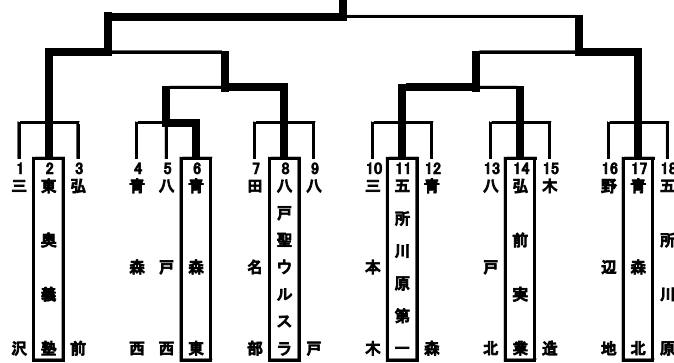 1 三沢
2 東奥義塾
3 弘前
4 青森西
5 八戸西
6 青森東
7 田名部
8 八戸聖ウルスラ
9 八戸
10 三本木
11 五所川原第一
12 青森
13 八戸北
14 弘前実業
15 木造
16 野辺地
17 青森北
18 五所川原